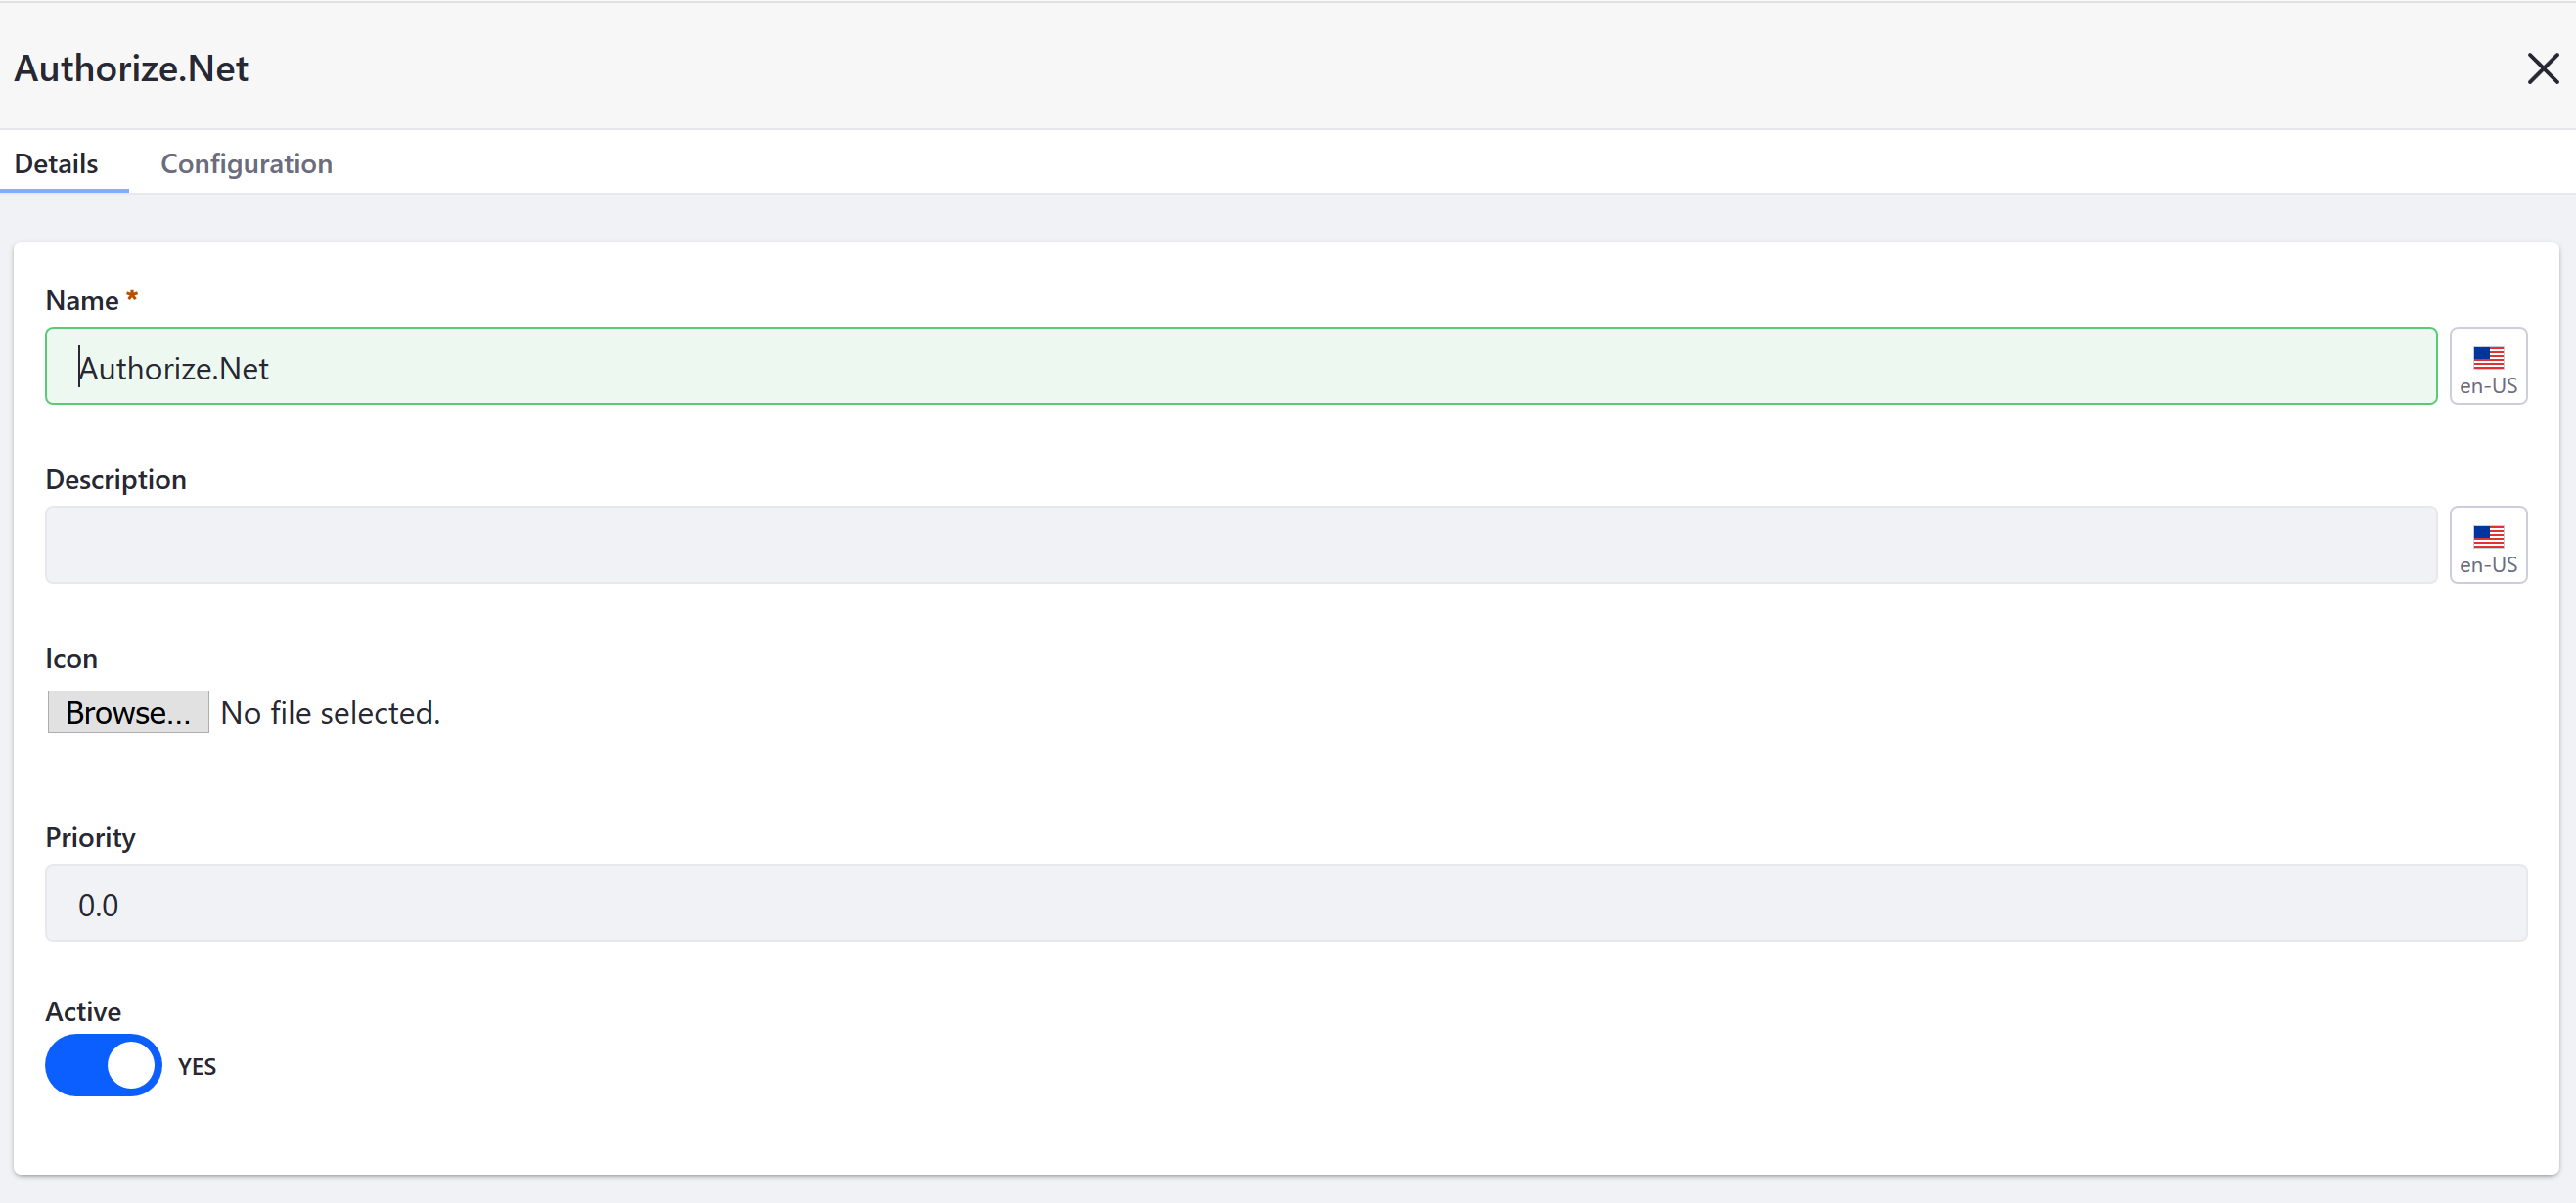 Authorize.Net
Details Configuration
Name *
Authorize.Net
en-US
Description
en-US
Icon
Browse... No file selected.
Priority
0.0
Active
YES